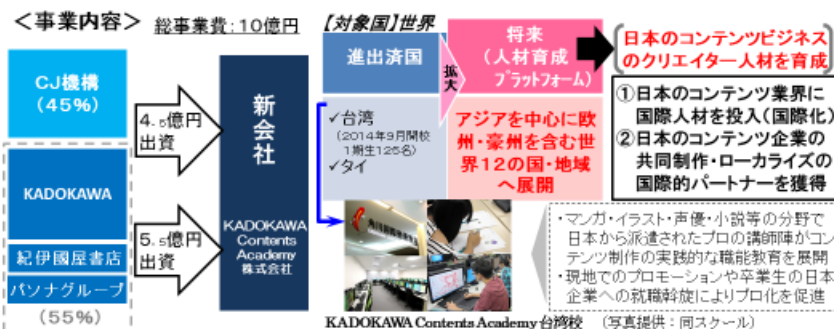 ＜事業内容＞
総事業費：10億円
CJ機構
(45%)
KADOKAWA
紀伊國屋書店
パソナグループ
(55%)
4.5億円
出資
5.5億円
出資
新会社
KADOKAWA
Contents
Academy
株式会社
【対象国】世界
進出済国
✓台湾
(2014年9月開校
1期生125名)
✓タイ
拡大
将来
(人材育成
プラットフォーム)
アジアを中心に欧
州・豪州を含む世
界12の国・地域
へ展開
日本のコンテンツビジネス
のクリエイター人材を育成
①日本のコンテンツ業界に
国際人材を投入(国際化)
②日本のコンテンツ企業の
共同制作・ローカライズの
国際的パートナーを獲得
・マンガ・イラスト・声優・小説等の分野で
日本から派遣されたプロの講師陣がコン
テンツ制作の実践的な職能教育を展開
・現地でのプロモーションや卒業生の日本
企業への就職斡旋によりプロ化を促進
KADOKAWA Contents Academy 台湾校 (写真提供：同スクール)